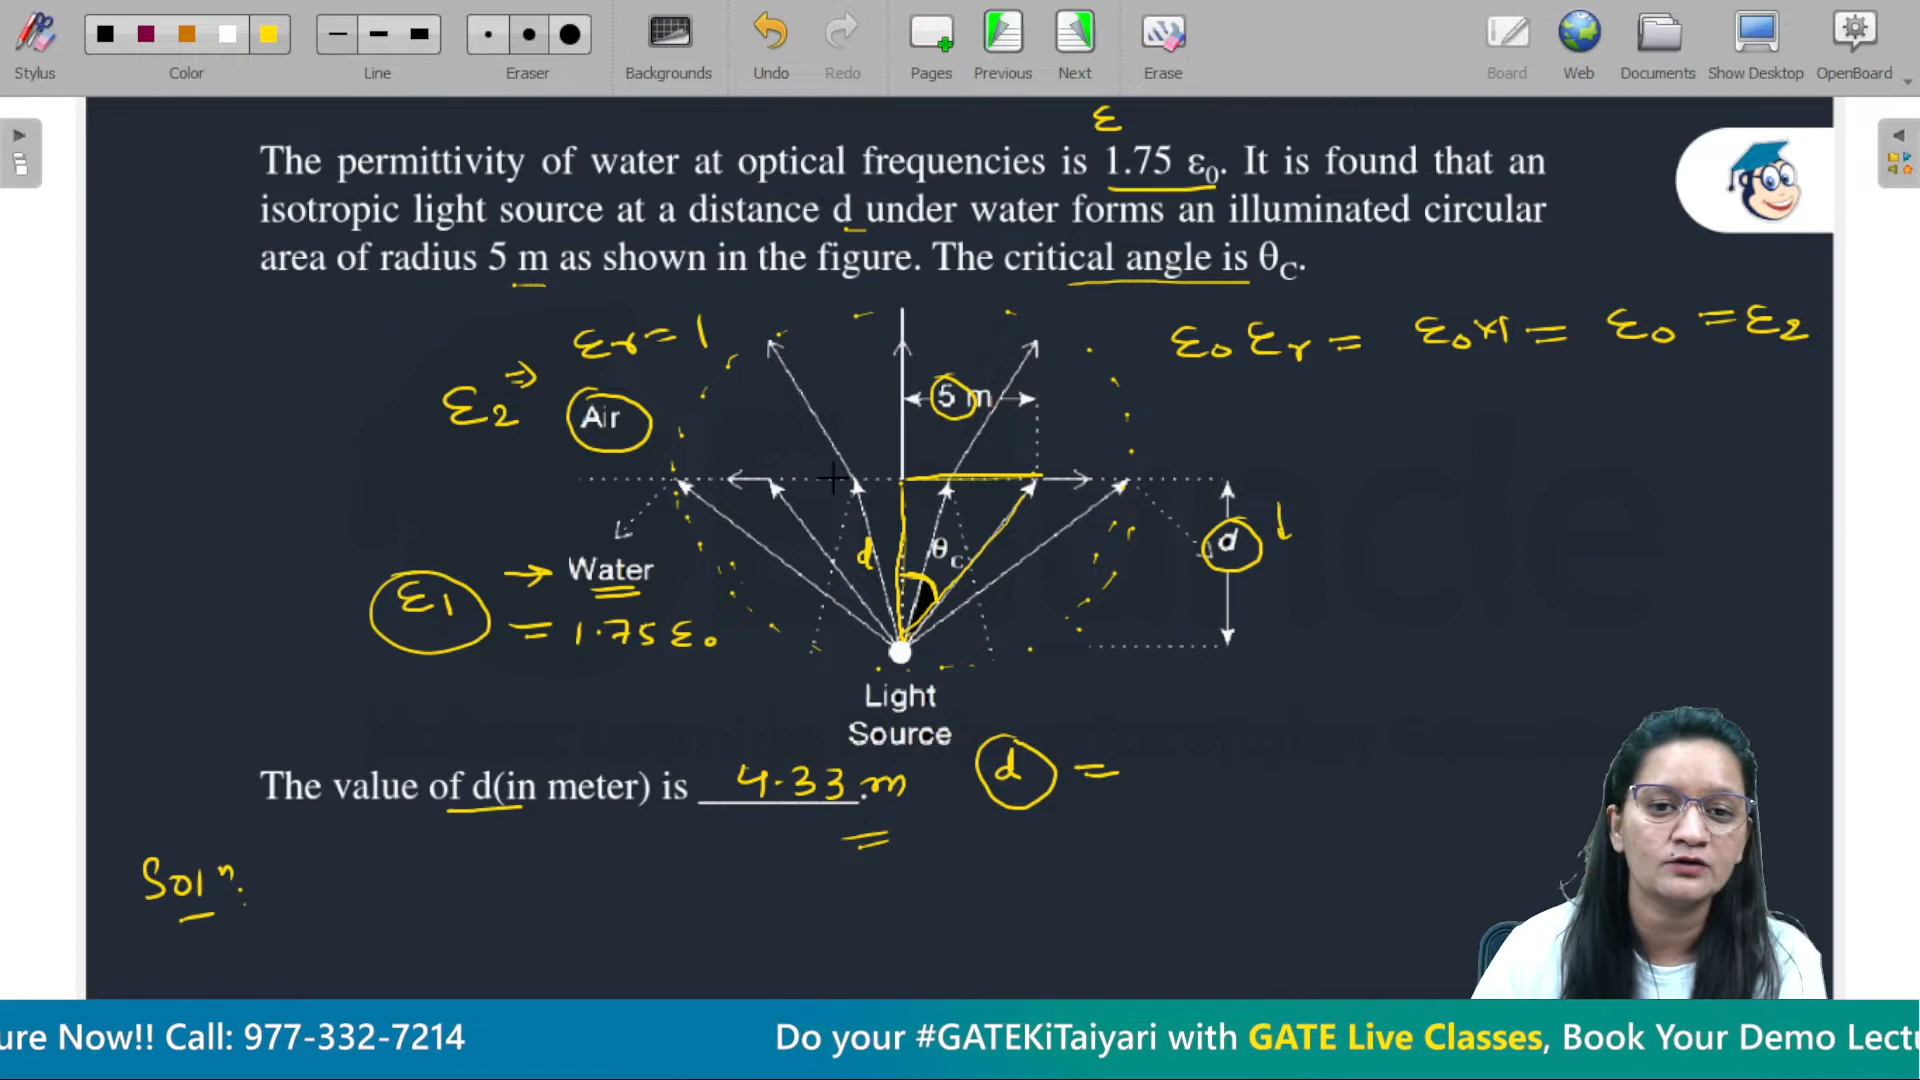 Stylus
Color
Line
Eraser
Backgrounds
Undo
Redo
Pages
Previous
Next
Erase
Board
Web
Documents
Show Desktop
OpenBoard
ε
The permittivity of water at optical frequencies is 1.75 ε₀. It is found that an
isotropic light source at a distance d under water forms an illuminated circular
area of radius 5 m as shown in the figure. The critical angle is θC.
εr = 1
ε₀ εr = ε₀×1 = ε₀ = ε₂
ε₂ ⇒ Air
5 m
ε₁ → Water
= 1.75 ε₀
d
θC
d
Light
Source
The value of d(in meter) is 4.33 m
d =
Solⁿ:
ure Now!! Call: 977-332-7214
Do your #GATEKiTaiyari with GATE Live Classes, Book Your Demo Lectu